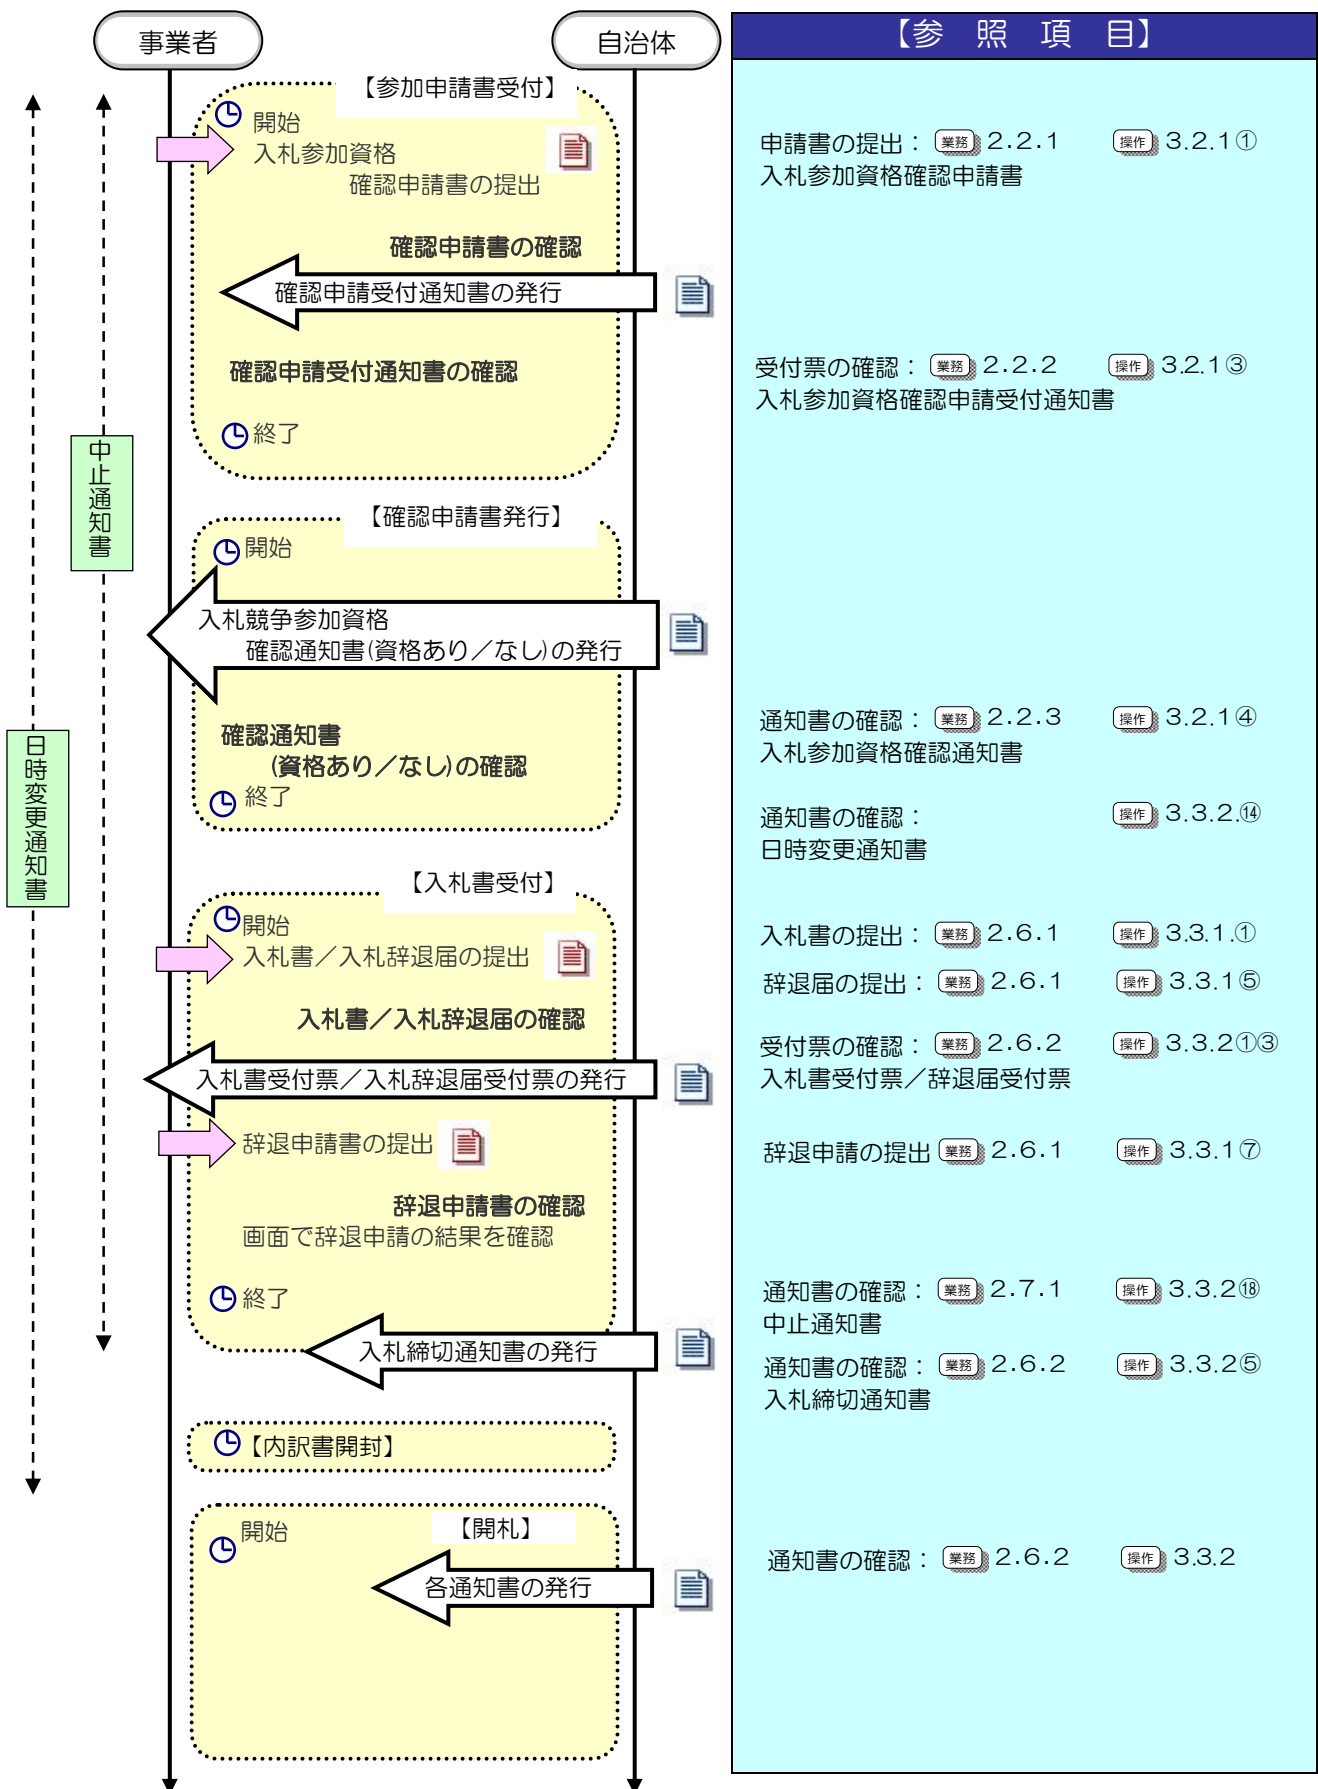 事業者
自治体
【参加申請書受付】
開始
入札参加資格
確認申請書の提出
確認申請書の確認
確認申請受付通知書の発行
確認申請受付通知書の確認
終了
中止通知書
【確認申請書発行】
開始
入札競争参加資格
確認通知書(資格あり／なし)の発行
確認通知書
(資格あり／なし)の確認
終了
日時変更通知書
【入札書受付】
開始
入札書／入札辞退届の提出
入札書／入札辞退届の確認
入札書受付票／入札辞退届受付票の発行
辞退申請書の提出
辞退申請書の確認
画面で辞退申請の結果を確認
終了
入札締切通知書の発行
【内訳書開封】
開始
【開札】
各通知書の発行
【参 照 項 目】
申請書の提出： 業務 2.2.1 操作 3.2.1①
入札参加資格確認申請書
受付票の確認： 業務 2.2.2 操作 3.2.1③
入札参加資格確認申請受付通知書
通知書の確認： 業務 2.2.3 操作 3.2.1④
入札参加資格確認通知書
通知書の確認： 操作 3.3.2.⑭
日時変更通知書
入札書の提出： 業務 2.6.1 操作 3.3.1.①
辞退届の提出： 業務 2.6.1 操作 3.3.1⑤
受付票の確認： 業務 2.6.2 操作 3.3.2①③
入札書受付票／辞退届受付票
辞退申請の提出 業務 2.6.1 操作 3.3.1⑦
通知書の確認： 業務 2.7.1 操作 3.3.2⑱
中止通知書
通知書の確認： 業務 2.6.2 操作 3.3.2⑤
入札締切通知書
通知書の確認： 業務 2.6.2 操作 3.3.2